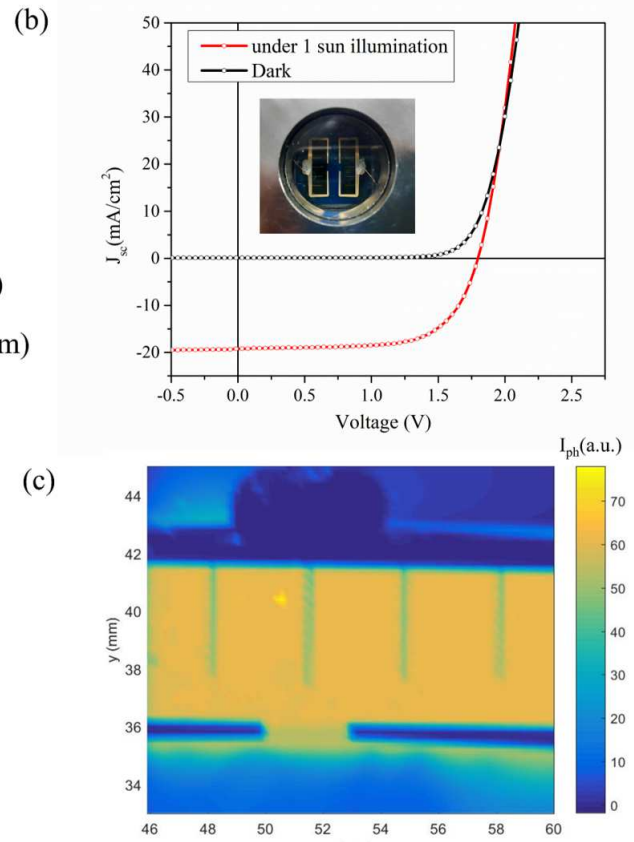 (b)
50
40
30
20
10
0
-10
-20
J_sc(mA/cm²)
under 1 sun illumination
Dark
)
m)
-0.5 0.0 0.5 1.0 1.5 2.0 2.5
Voltage (V)
(c)
I_ph(a.u.)
44
42
40
38
36
34
y (mm)
46 48 50 52 54 56 58 60
70
60
50
40
30
20
10
0